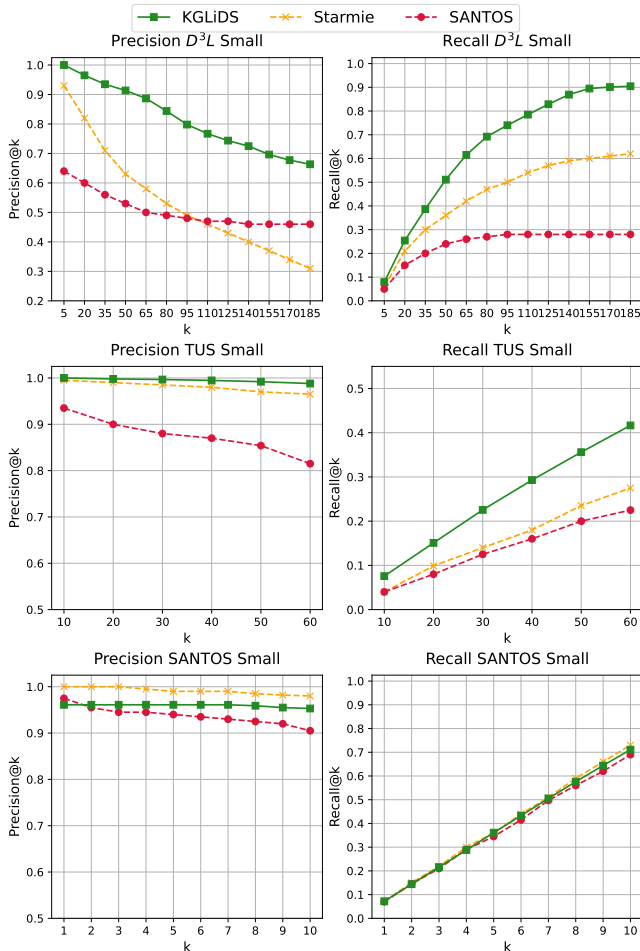 KGLiDS Starmie SANTOS
Precision D³L Small
Recall D³L Small
Precision@k
1.0
0.9
0.8
0.7
0.6
0.5
0.4
0.3
0.2
5 20 35 50 65 80 95 110 125 140 155 170 185
k
Recall@k
1.0
0.9
0.8
0.7
0.6
0.5
0.4
0.3
0.2
0.1
0.0
5 20 35 50 65 80 95 110 125 140 155 170 185
k
Precision TUS Small
Recall TUS Small
Precision@k
1.0
0.9
0.8
0.7
0.6
0.5
10 20 30 40 50 60
k
Recall@k
0.5
0.4
0.3
0.2
0.1
0.0
10 20 30 40 50 60
k
Precision SANTOS Small
Recall SANTOS Small
Precision@k
1.0
0.9
0.8
0.7
0.6
0.5
1 2 3 4 5 6 7 8 9 10
k
Recall@k
1.0
0.9
0.8
0.7
0.6
0.5
0.4
0.3
0.2
0.1
0.0
1 2 3 4 5 6 7 8 9 10
k